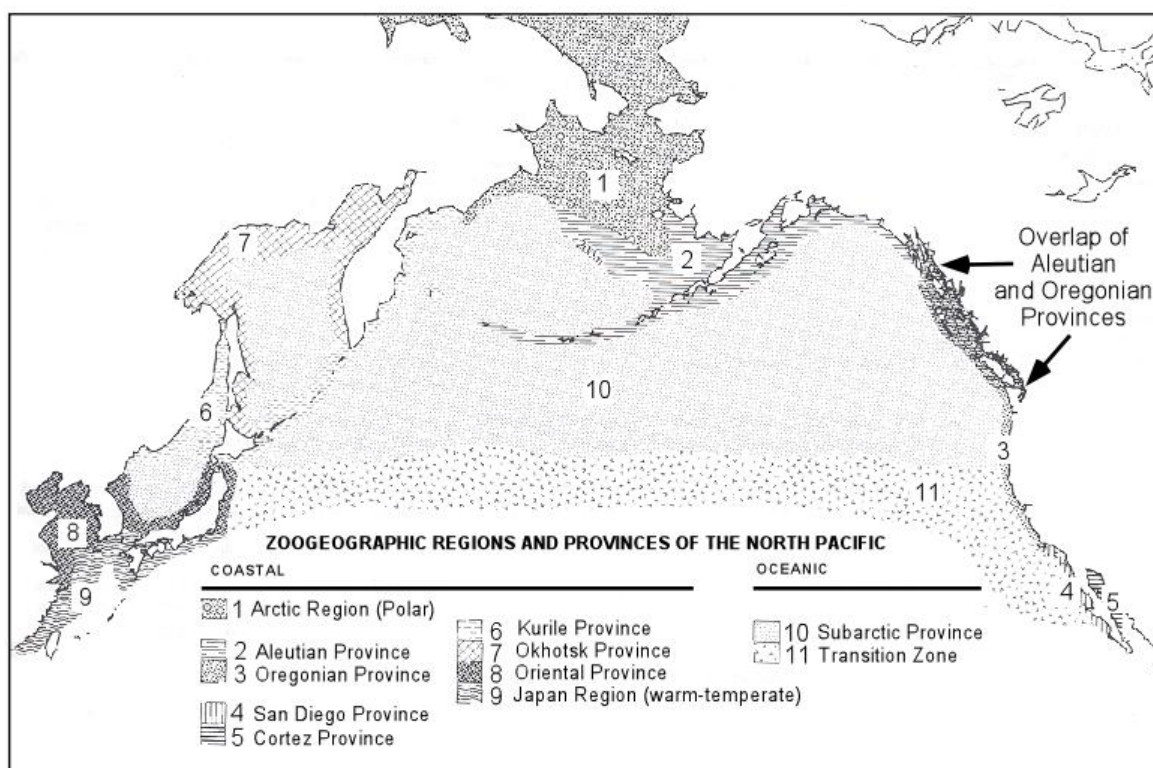 1
7
2
Overlap of
Aleutian
and Oregonian
Provinces
10
6
3
11
8
ZOOGEOGRAPHIC REGIONS AND PROVINCES OF THE NORTH PACIFIC
9
4
5
COASTAL
OCEANIC
1 Arctic Region (Polar)
2 Aleutian Province
3 Oregonian Province
4 San Diego Province
5 Cortez Province
6 Kurile Province
7 Okhotsk Province
8 Oriental Province
9 Japan Region (warm-temperate)
10 Subarctic Province
11 Transition Zone